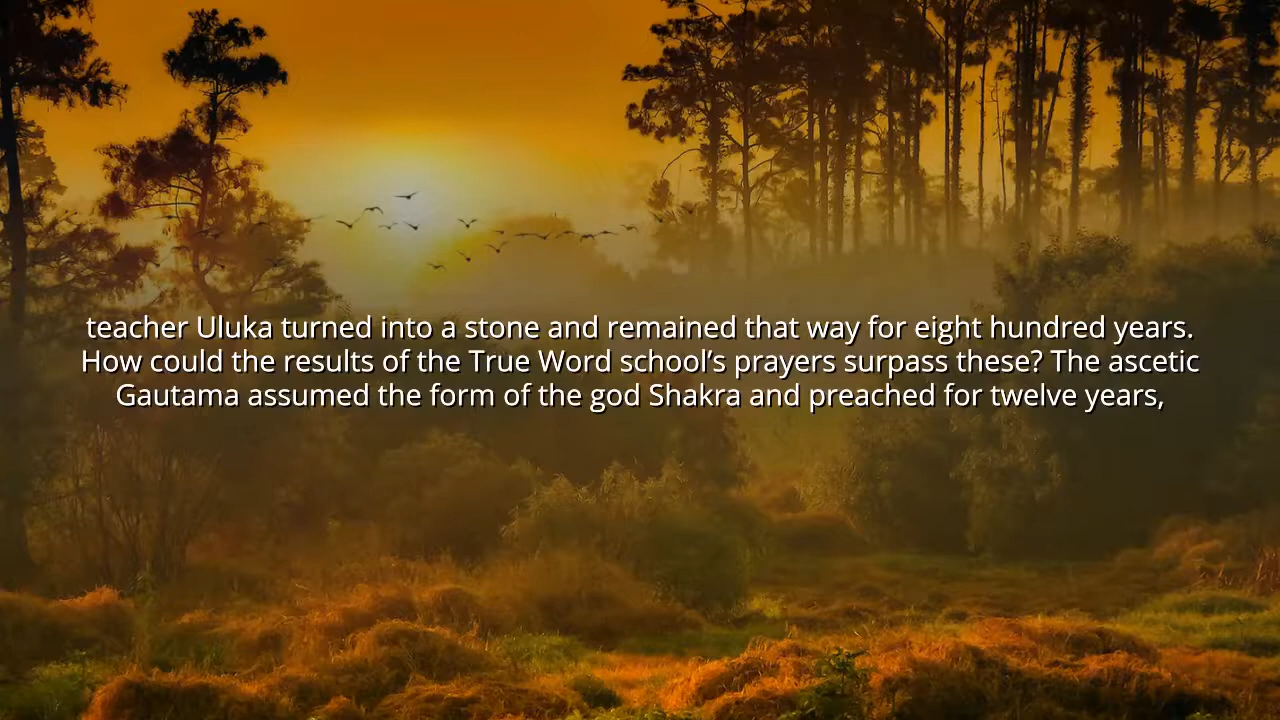 teacher Uluka turned into a stone and remained that way for eight hundred years.
How could the results of the True Word school’s prayers surpass these? The ascetic
Gautama assumed the form of the god Shakra and preached for twelve years,